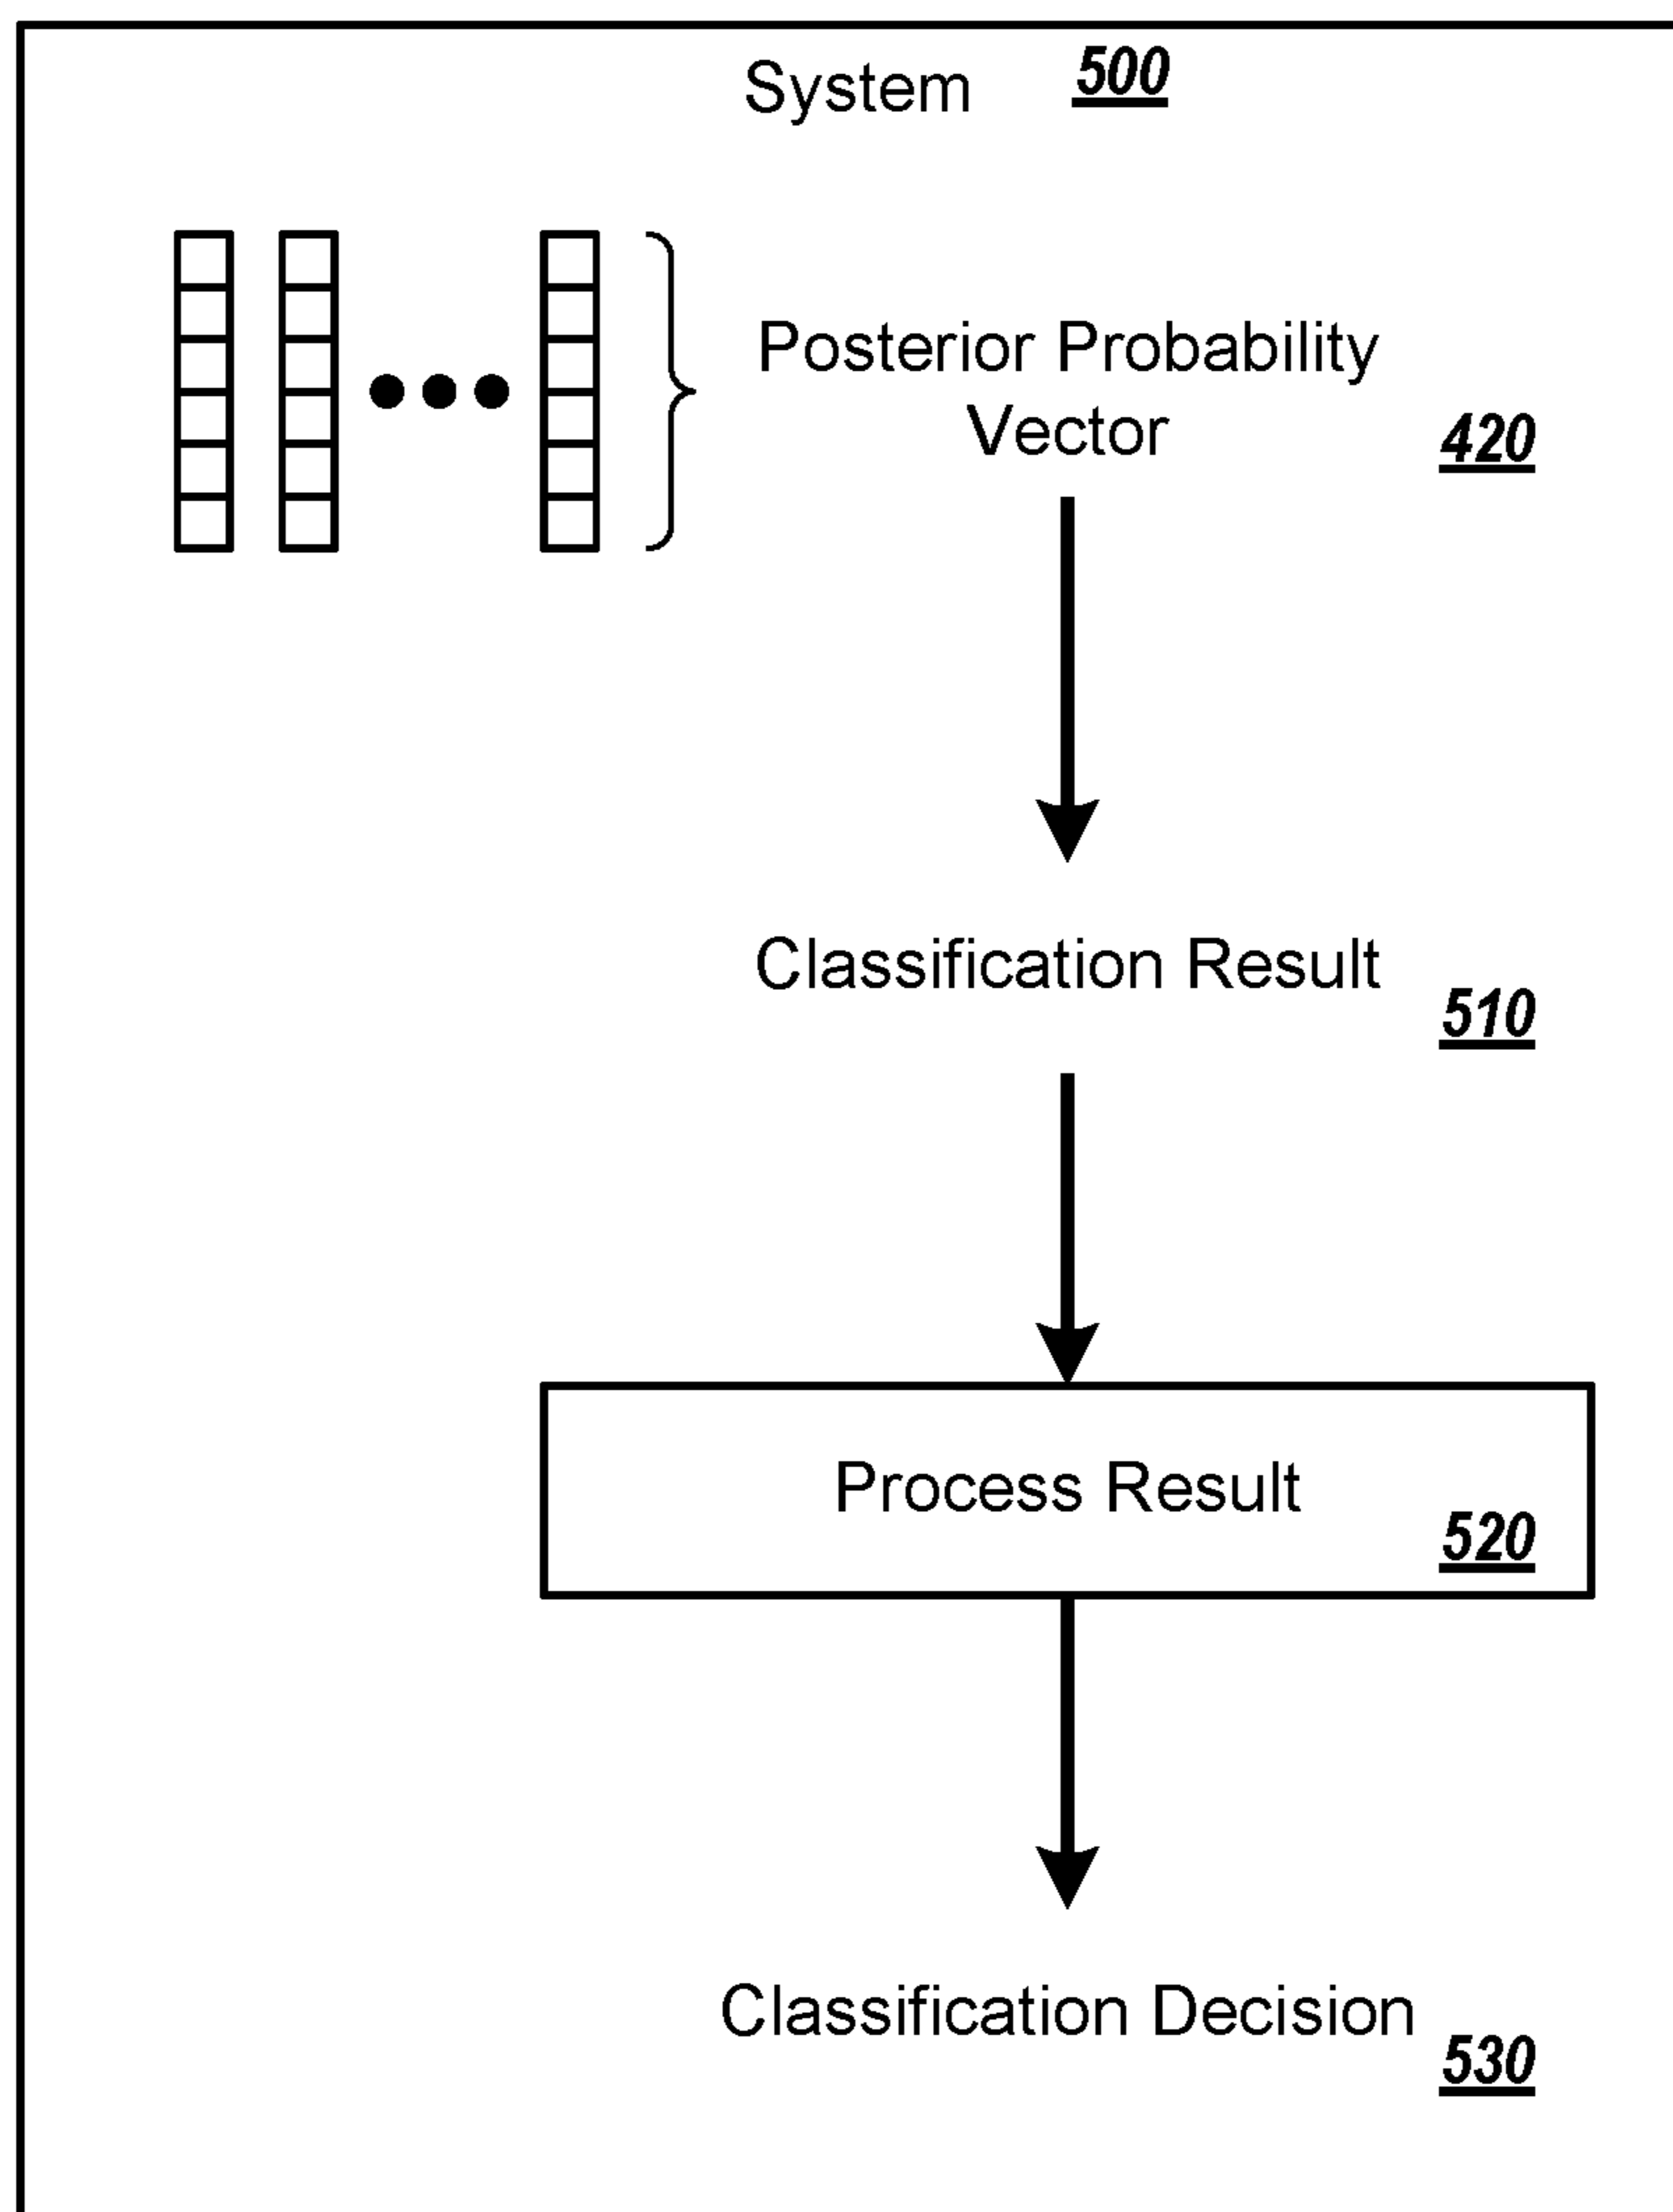 System 500
Posterior Probability
Vector
420
Classification Result
510
Process Result
520
Classification Decision
530